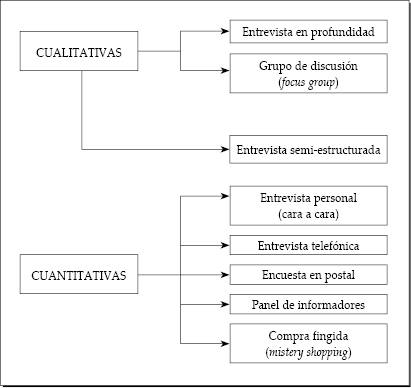 CUALITATIVAS
Entrevista en profundidad
Grupo de discusión
(focus group)
Entrevista semi-estructurada
CUANTITATIVAS
Entrevista personal
(cara a cara)
Entrevista telefónica
Encuesta en postal
Panel de informadores
Compra fingida
(mistery shopping)